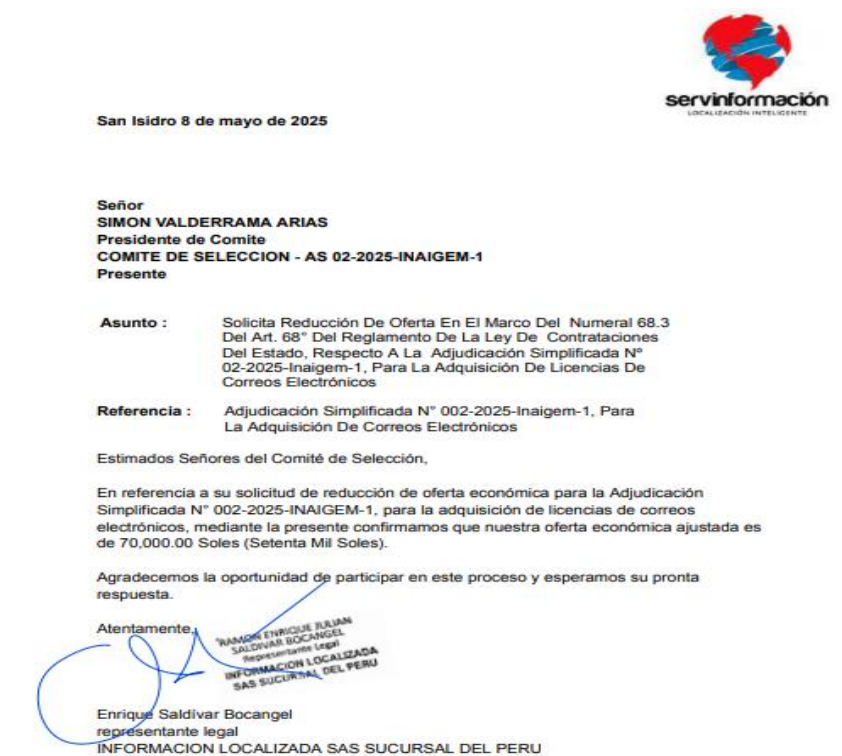 servinformación
LOCALIZACIÓN INTELIGENTE
San Isidro 8 de mayo de 2025
Señor
SIMON VALDERRAMA ARIAS
Presidente de Comite
COMITE DE SELECCION - AS 02-2025-INAIGEM-1
Presente
Asunto : Solicita Reducción De Oferta En El Marco Del Numeral 68.3
Del Art. 68° Del Reglamento De La Ley De Contrataciones
Del Estado, Respecto A La Adjudicación Simplificada Nº
02-2025-Inaigem-1, Para La Adquisición De Licencias De
Correos Electrónicos
Referencia : Adjudicación Simplificada N° 002-2025-Inaigem-1, Para
La Adquisición De Correos Electrónicos
Estimados Señores del Comité de Selección,
En referencia a su solicitud de reducción de oferta económica para la Adjudicación
Simplificada N° 002-2025-INAIGEM-1, para la adquisición de licencias de correos
electrónicos, mediante la presente confirmamos que nuestra oferta económica ajustada es
de 70,000.00 Soles (Setenta Mil Soles).
Agradecemos la oportunidad de participar en este proceso y esperamos su pronta
respuesta.
Atentamente,
RAMON ENRIQUE JULIAN
SALDIVAR BOCANGEL
Representante Legal
INFORMACION LOCALIZADA
SAS SUCURSAL DEL PERU
Enrique Saldívar Bocangel
representante legal
INFORMACION LOCALIZADA SAS SUCURSAL DEL PERU